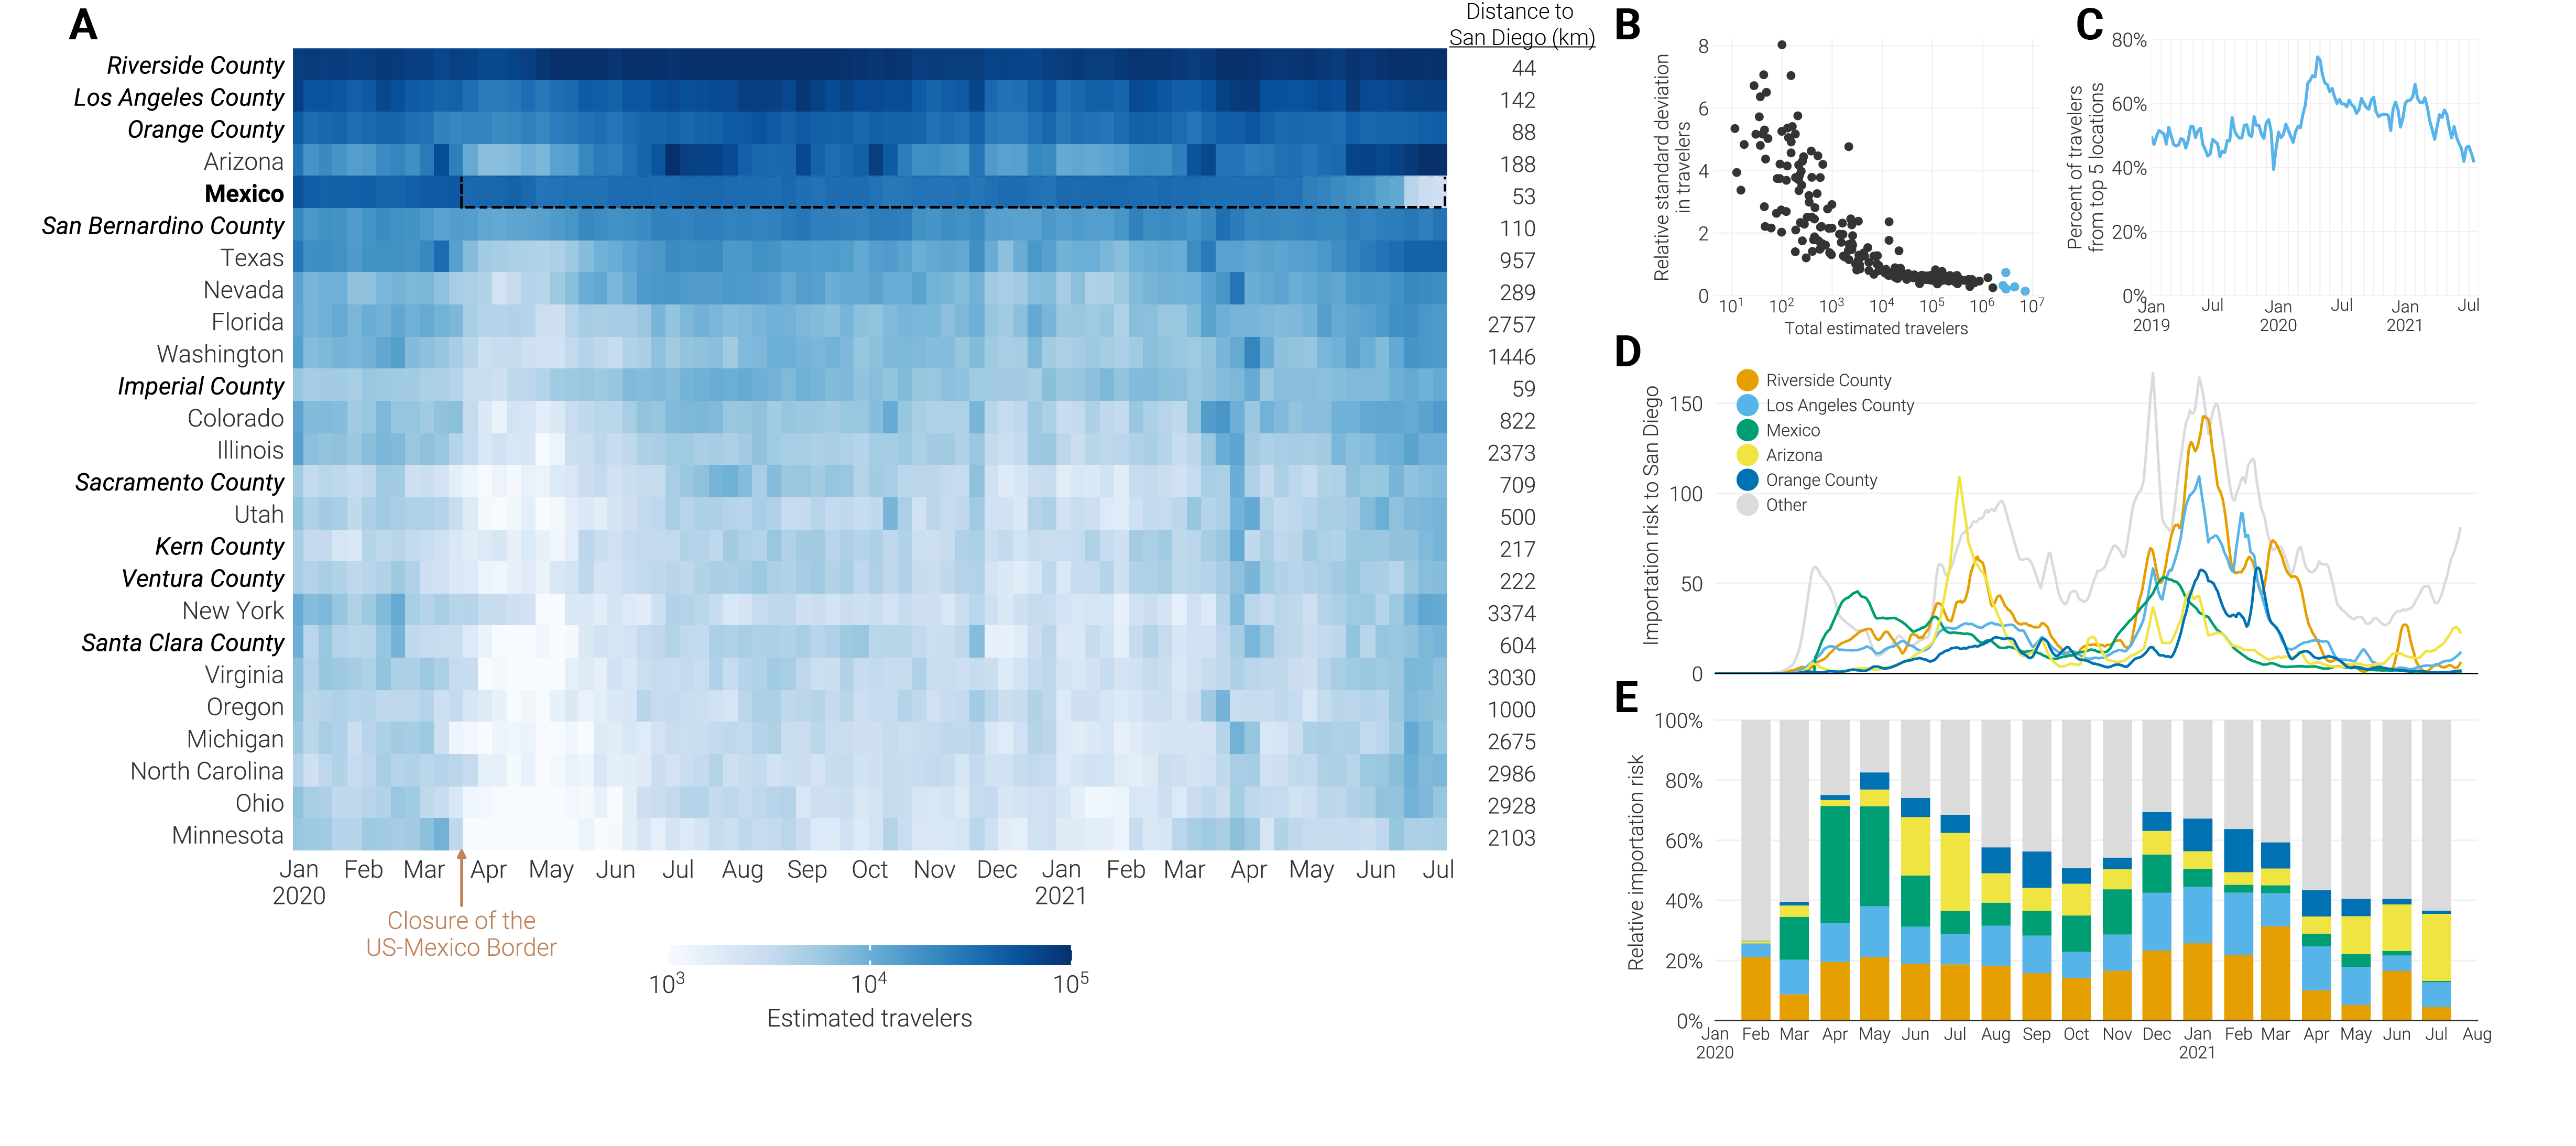 A
Distance to
San Diego (km)
Riverside County 44
Los Angeles County 142
Orange County 88
Arizona 188
Mexico 53
San Bernardino County 110
Texas 957
Nevada 289
Florida 2757
Washington 1446
Imperial County 59
Colorado 822
Illinois 2373
Sacramento County 709
Utah 500
Kern County 217
Ventura County 222
New York 3374
Santa Clara County 604
Virginia 3030
Oregon 1000
Michigan 2675
North Carolina 2986
Ohio 2928
Minnesota 2103
Jan Feb Mar Apr May Jun Jul Aug Sep Oct Nov Dec Jan Feb Mar Apr May Jun Jul
2020 2021
Closure of the
US-Mexico Border
10³ 10⁴ 10⁵
Estimated travelers
B
Relative standard deviation
in travelers
8
6
4
2
0
10¹ 10² 10³ 10⁴ 10⁵ 10⁶ 10⁷
Total estimated travelers
C
Percent of travelers
from top 5 locations
80%
60%
40%
20%
0%
Jan Jul Jan Jul Jan Jul
2019 2020 2021
D
Importation risk to San Diego
150
100
50
0
Riverside County
Los Angeles County
Mexico
Arizona
Orange County
Other
E
Relative importation risk
100%
80%
60%
40%
20%
0%
Jan Feb Mar Apr May Jun Jul Aug Sep Oct Nov Dec Jan Feb Mar Apr May Jun Jul Aug
2020 2021